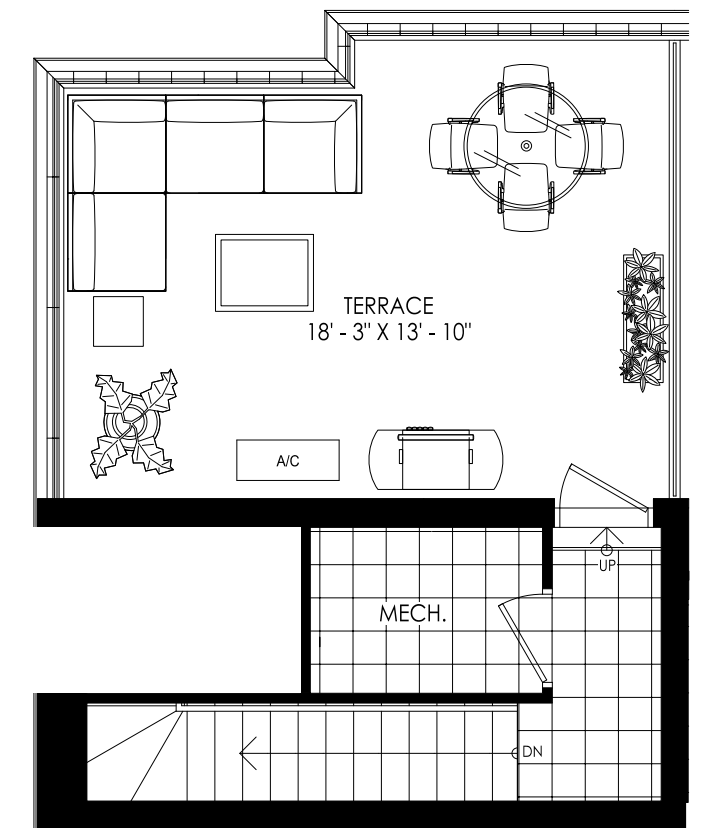 TERRACE
18' - 3" X 13' - 10"
A/C
UP
MECH.
DN